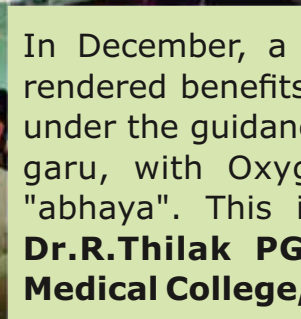 In December, a
rendered benefits
under the guidanc
garu, with Oxyg
"abhaya". This i
Dr.R.Thilak PG
Medical College,